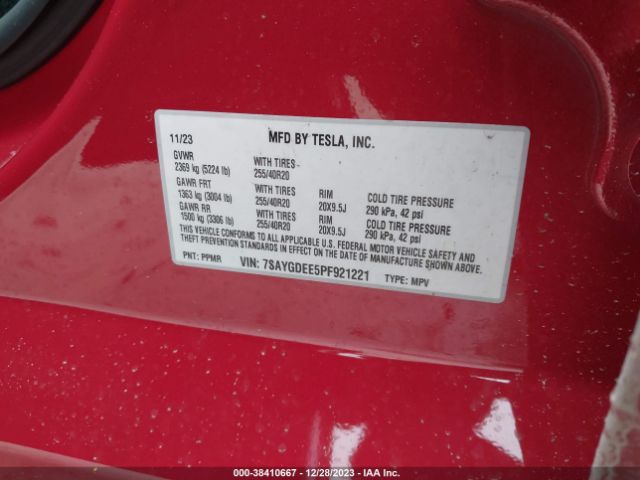 11/23 MFD BY TESLA, INC.
GVWR WITH TIRES -
2369 kg (5224 lb) 255/40R20
GAWR FRT WITH TIRES RIM COLD TIRE PRESSURE
1363 kg (3004 lb) 255/40R20 20X9.5J 290 kPa, 42 psi
GAWR RR WITH TIRES RIM COLD TIRE PRESSURE
1500 kg (3306 lb) 255/40R20 20X9.5J 290 kPa, 42 psi
THIS VEHICLE CONFORMS TO ALL APPLICABLE U.S. FEDERAL MOTOR VEHICLE SAFETY AND
THEFT PREVENTION STANDARDS IN EFFECT ON THE DATE OF MANUFACTURE SHOWN ABOVE.
PNT: PPMR VIN: 7SAYGDEE5PF921221 TYPE: MPV
000-38410667 - 12/28/2023 - IAA Inc.